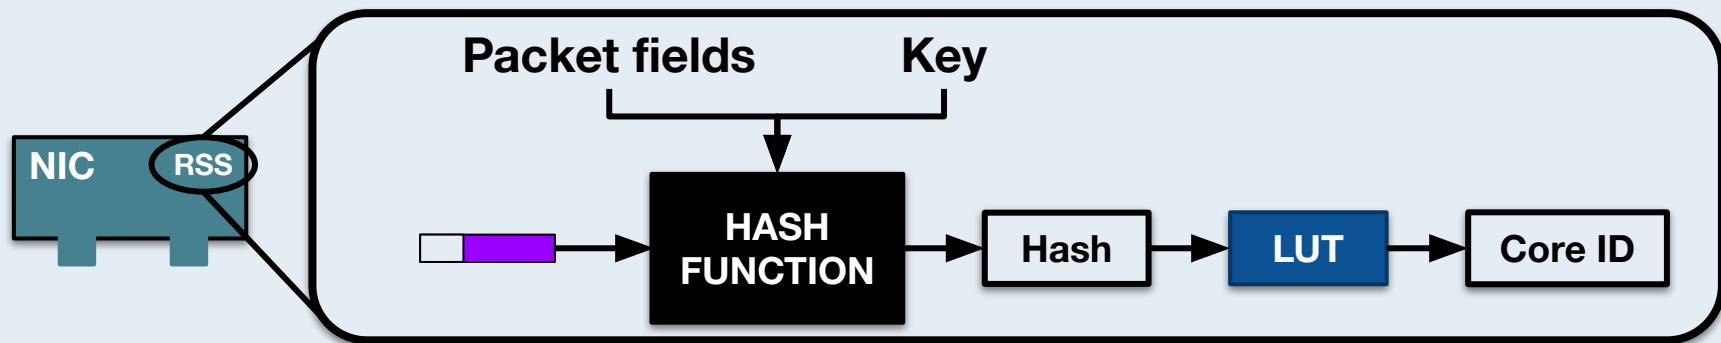 Packet fields
Key
NIC
RSS
HASH
FUNCTION
Hash
LUT
Core ID